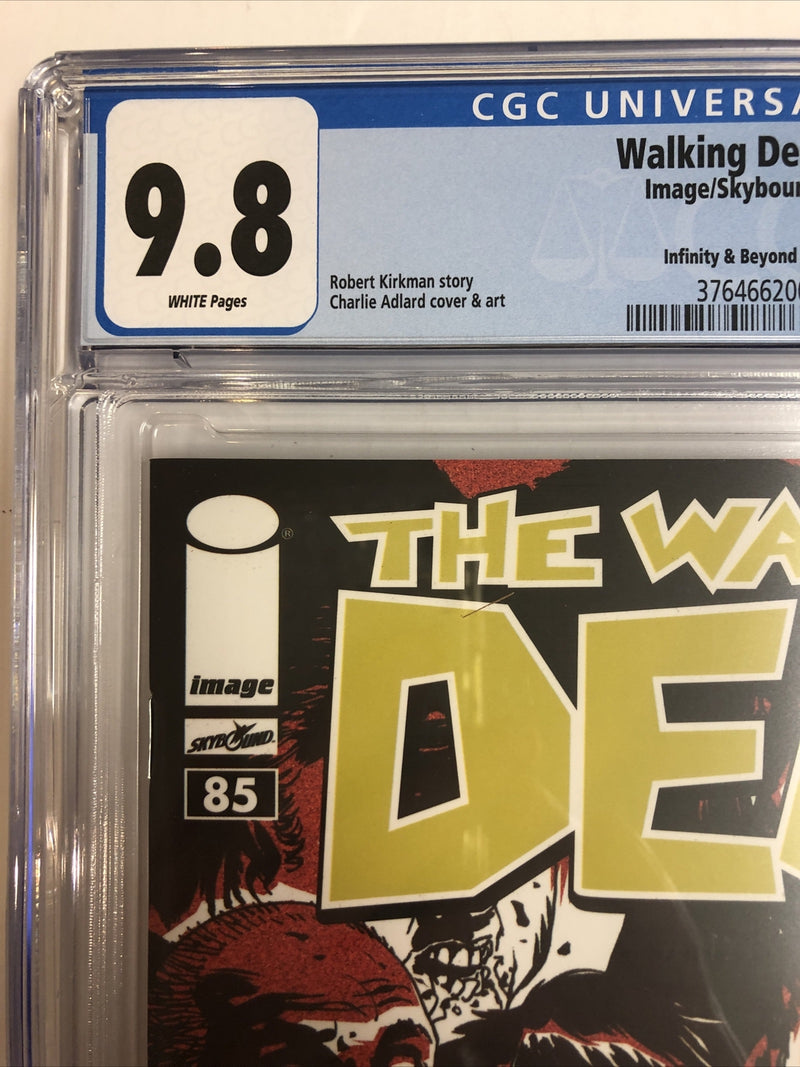 CGC UNIVERSA
9.8
WHITE Pages
Walking De
Image/Skybour
Infinity & Beyond
Robert Kirkman story
Charlie Adlard cover & art
37646620
®
THE WA
DE
image
SKYBOUND
85